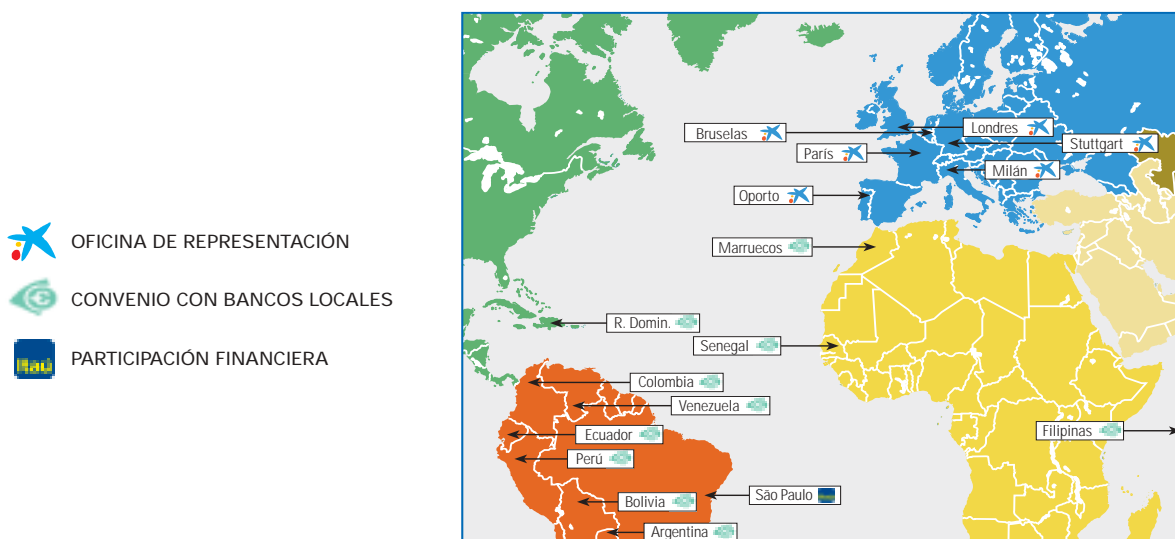 OFICINA DE REPRESENTACIÓN
CONVENIO CON BANCOS LOCALES
Itaú
PARTICIPACIÓN FINANCIERA
Londres
Bruselas
Stuttgart
París
Milán
Oporto
Marruecos
R. Domin.
Senegal
Colombia
Venezuela
Ecuador
Filipinas
Perú
São Paulo
Bolivia
Argentina